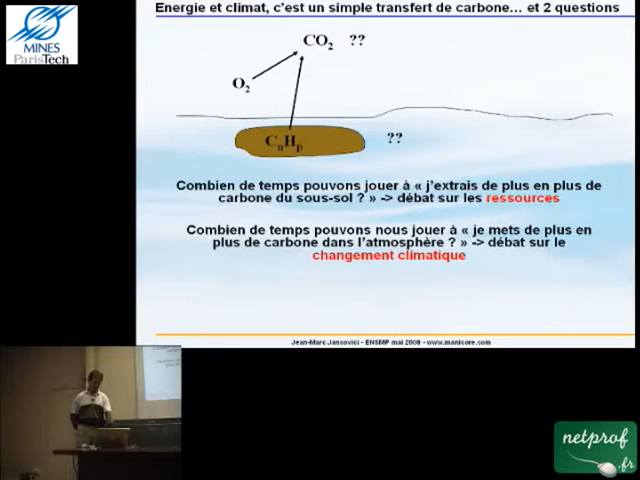 Energie et climat, c'est un simple transfert de carbone... et 2 questions
MINES
ParisTech
CO2 ??
O2
CnHp
??
Combien de temps pouvons jouer à « j'extrais de plus en plus de
carbone du sous-sol ? » -> débat sur les ressources
Combien de temps pouvons nous jouer à « je mets de plus en
plus de carbone dans l'atmosphère ? » -> débat sur le
changement climatique
Jean-Marc Jancovici - ENSMP mai 2008 - www.manicore.com
netprof
.fr